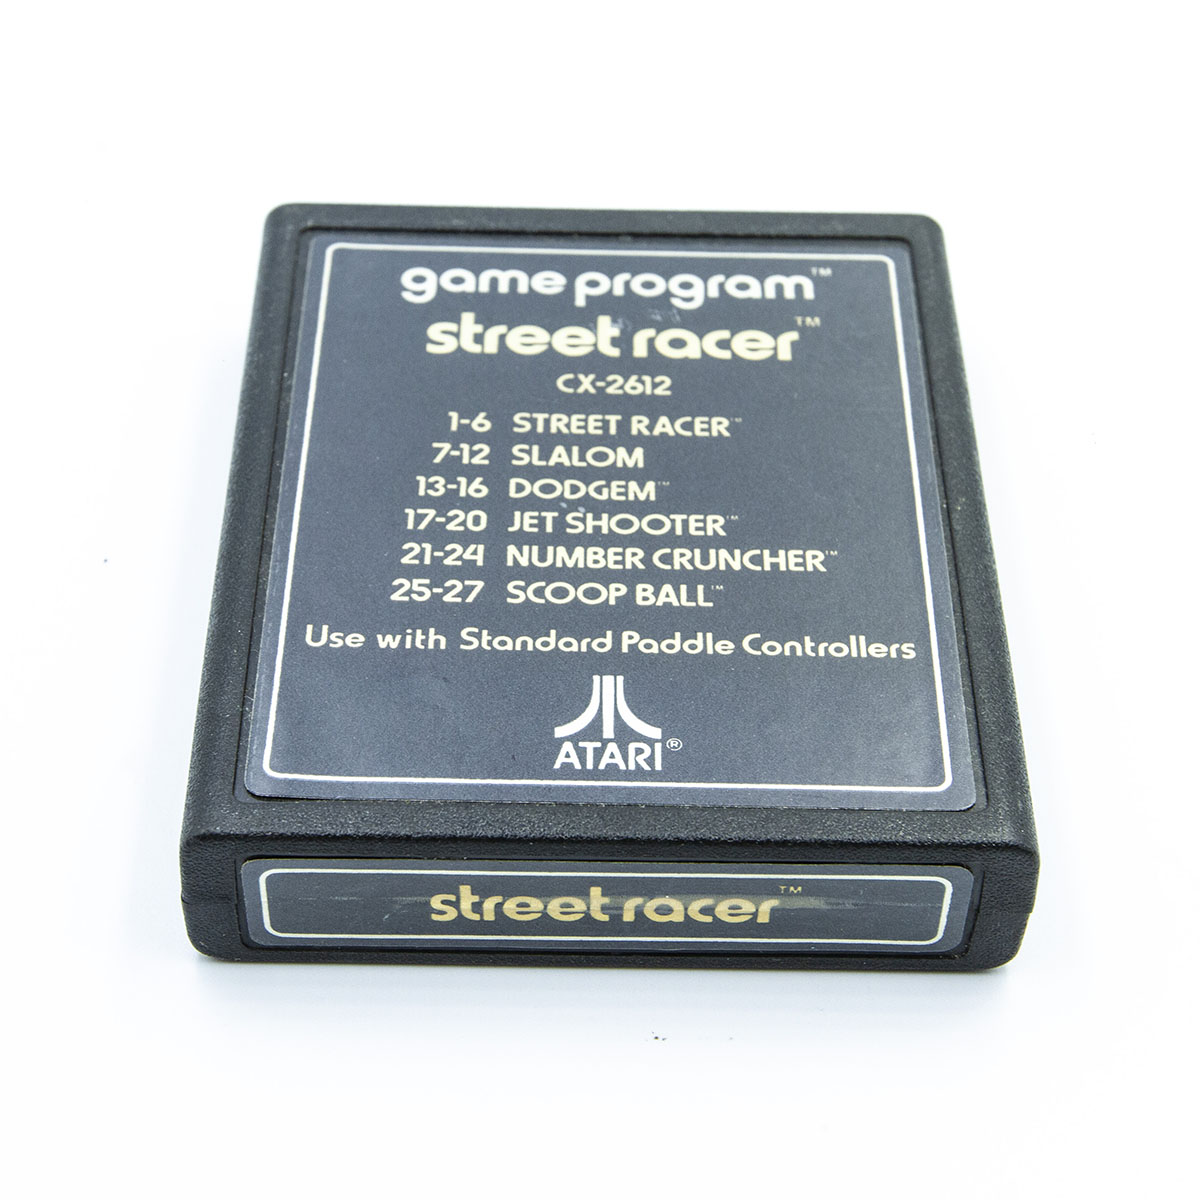 game program™
street racer™
CX-2612
1-6 STREET RACER™
7-12 SLALOM
13-16 DODGEM™
17-20 JET SHOOTER™
21-24 NUMBER CRUNCHER™
25-27 SCOOP BALL™
Use with Standard Paddle Controllers
ATARI®
street racer™